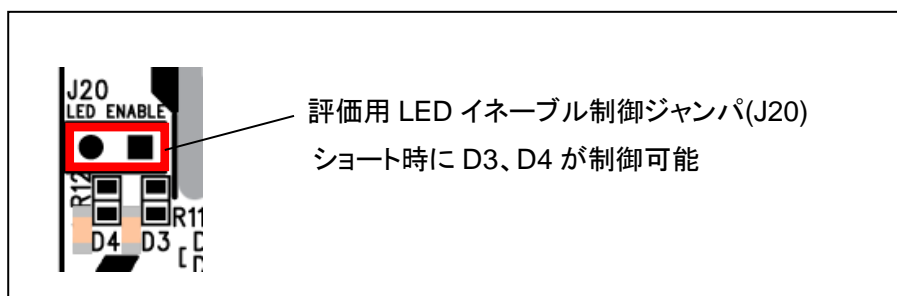 J20
LED ENABLE
評価用 LED イネーブル制御ジャンパ(J20)
ショート時に D3、D4 が制御可能
R12
R11
D4 D3